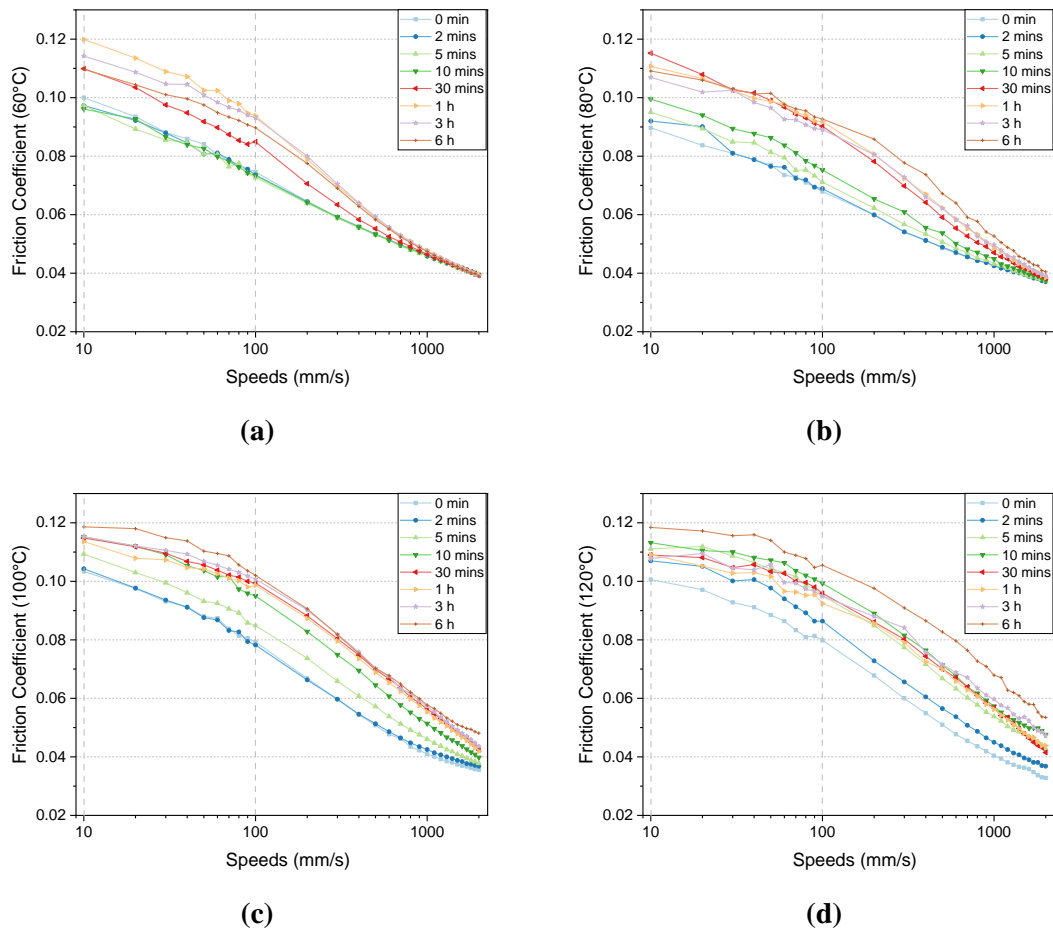 0.12
0.10
0.08
0.06
0.04
0.02
Friction Coefficient (60°C)
10
100
1000
Speeds (mm/s)
0 min
2 mins
5 mins
10 mins
30 mins
1 h
3 h
6 h
(a)
0.12
0.10
0.08
0.06
0.04
0.02
Friction Coefficient (80°C)
10
100
1000
Speeds (mm/s)
0 min
2 mins
5 mins
10 mins
30 mins
1 h
3 h
6 h
(b)
0.12
0.10
0.08
0.06
0.04
0.02
Friction Coefficient (100°C)
10
100
1000
Speeds (mm/s)
0 min
2 mins
5 mins
10 mins
30 mins
1 h
3 h
6 h
(c)
0.12
0.10
0.08
0.06
0.04
0.02
Friction Coefficient (120°C)
10
100
1000
Speeds (mm/s)
0 min
2 mins
5 mins
10 mins
30 mins
1 h
3 h
6 h
(d)